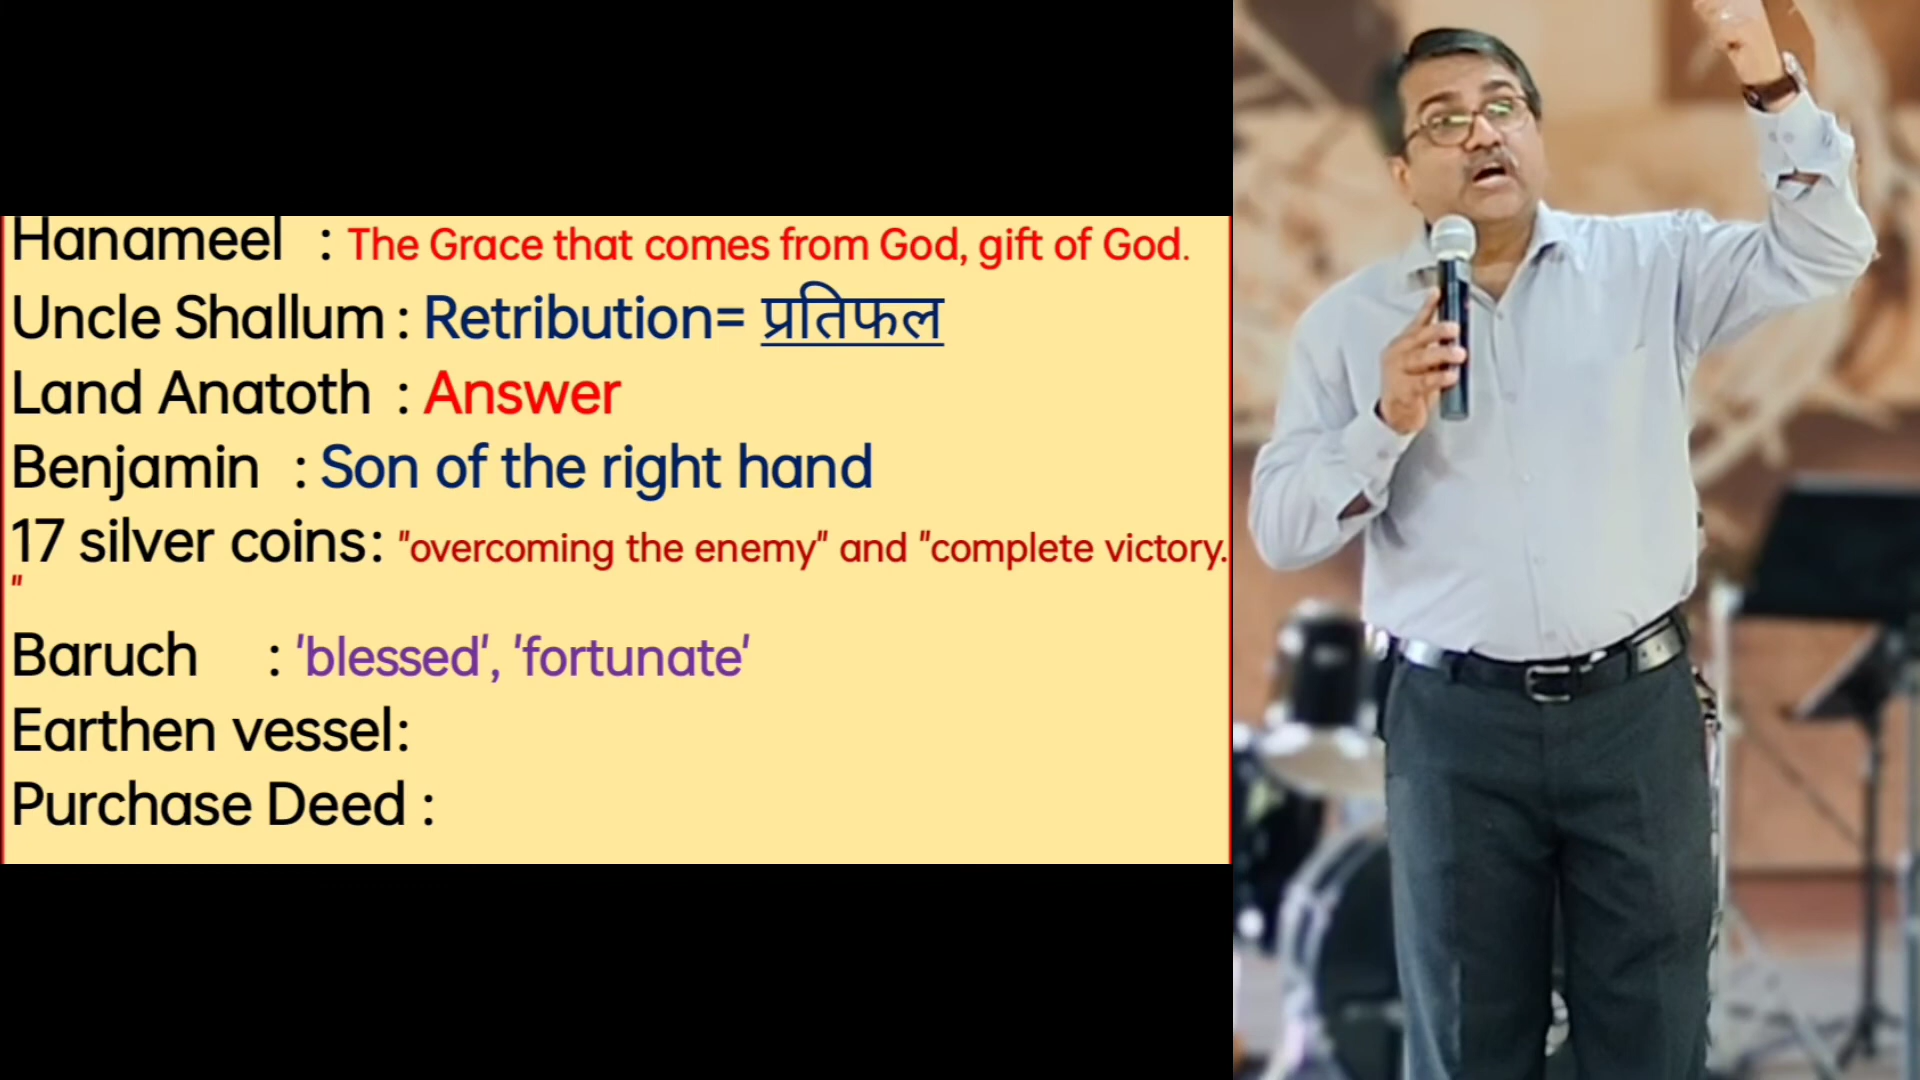 Hanameel : The Grace that comes from God, gift of God.
Uncle Shallum : Retribution= प्रतिफल
Land Anatoth : Answer
Benjamin : Son of the right hand
17 silver coins: "overcoming the enemy" and "complete victory.
"
Baruch : 'blessed', 'fortunate'
Earthen vessel:
Purchase Deed :